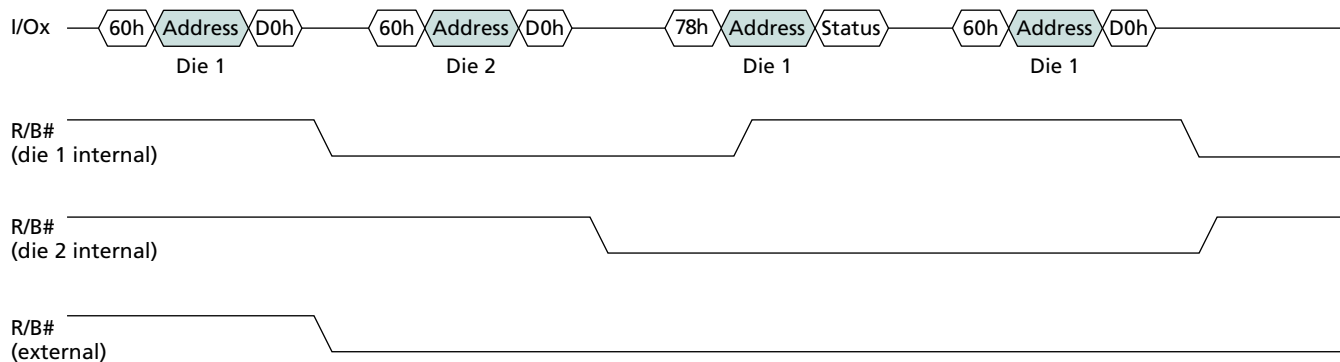 I/Ox 60h Address D0h 60h Address D0h 78h Address Status 60h Address D0h
Die 1 Die 2 Die 1 Die 1
R/B#
(die 1 internal)
R/B#
(die 2 internal)
R/B#
(external)